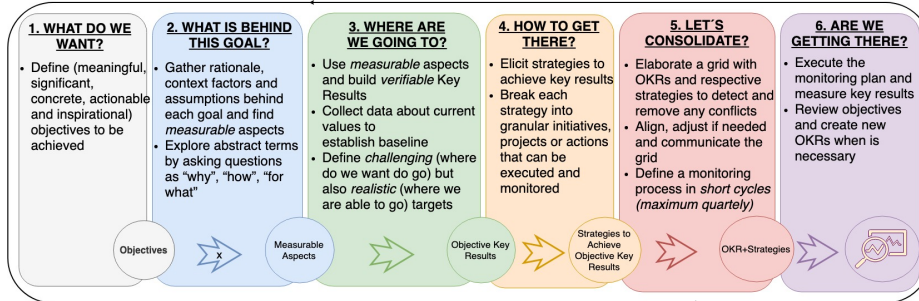 1. WHAT DO WE
WANT?
• Define (meaningful,
significant,
concrete, actionable
and inspirational)
objectives to be
achieved
Objectives
2. WHAT IS BEHIND
THIS GOAL?
• Gather rationale,
context factors and
assumptions behind
each goal and find
measurable aspects
• Explore abstract terms
by asking questions
as “why”, “how”, “for
what”
x
Measurable
Aspects
3. WHERE ARE
WE GOING TO?
• Use measurable aspects
and build verifiable Key
Results
• Collect data about current
values to
establish baseline
• Define challenging (where
do we want do go) but
also realistic (where we
are able to go) targets
Objective Key
Results
4. HOW TO GET
THERE?
• Elicit strategies to
achieve key results
• Break each
strategy into
granular initiatives,
projects or actions
that can be
executed and
monitored
Strategies to
Achieve
Objective Key
Results
5. LET´S
CONSOLIDATE?
• Elaborate a grid with
OKRs and respective
strategies to detect and
remove any conflicts
• Align, adjust if needed
and communicate the
grid
• Define a monitoring
process in short cycles
(maximum quartely)
OKR+Strategies
6. ARE WE
GETTING THERE?
• Execute the
monitoring plan and
measure key results
• Review objectives
and create new
OKRs when is
necessary